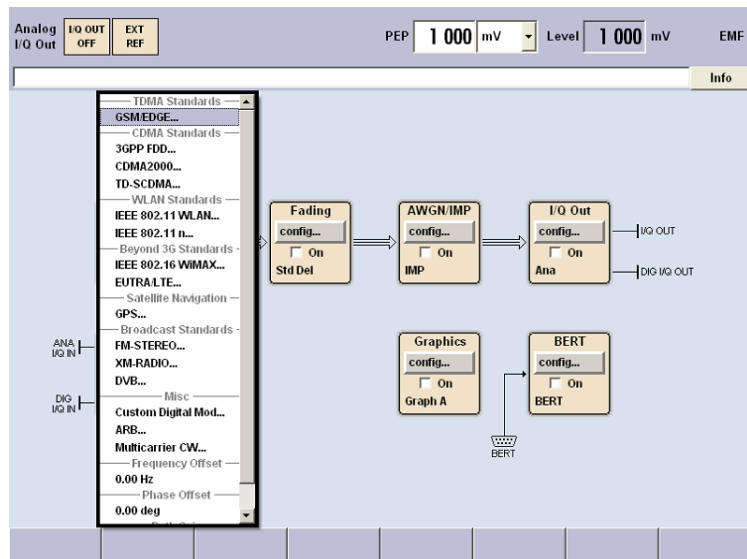 Analog I/Q Out
I/Q OUT OFF
EXT REF
PEP 1 000 mV
Level 1 000 mV
EMF
Info
TDMA Standards
GSM/EDGE...
CDMA Standards
3GPP FDD...
CDMA2000...
TD-SCDMA...
WLAN Standards
IEEE 802.11 WLAN...
IEEE 802.11 n...
Beyond 3G Standards
IEEE 802.16 WiMAX...
EUTRA/LTE...
Satellite Navigation
GPS...
Broadcast Standards
FM-STEREO...
XM-RADIO...
DVB...
Misc
Custom Digital Mod...
ARB...
Multicarrier CW...
Frequency Offset
0.00 Hz
Phase Offset
0.00 deg
ANA I/Q IN
DIG I/Q IN
Fading
config...
On
Std Del
AWGN/IMP
config...
On
IMP
I/Q Out
config...
On
Ana
I/Q OUT
DIG I/Q OUT
Graphics
config...
On
Graph A
BERT
config...
On
BERT
BERT